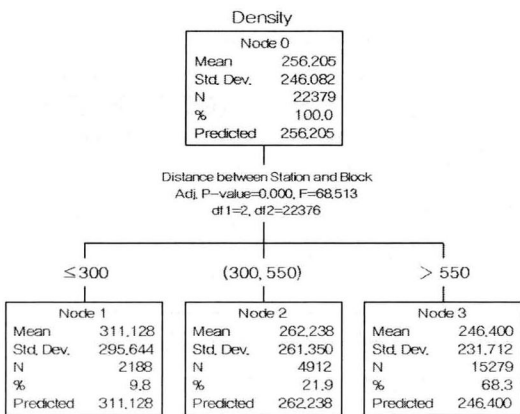 Density
Node 0
Mean 256,205
Std. Dev. 246,082
N 22379
% 100,0
Predicted 256,205
Distance between Station and Block
Adj. P-value=0,000, F=68,513
df1=2, df2=22376
≤300
(300, 550)
> 550
Node 1
Mean 311,128
Std. Dev. 295,644
N 2188
% 9.8
Predicted 311,128
Node 2
Mean 262,238
Std. Dev. 261,350
N 4912
% 21,9
Predicted 262,238
Node 3
Mean 246,400
Std. Dev. 231,712
N 15279
% 68,3
Predicted 246,400